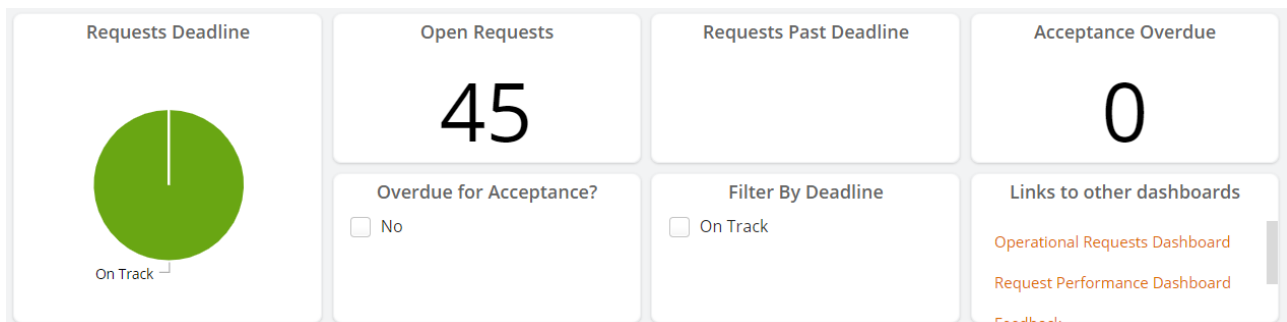 Requests Deadline
On Track
Open Requests
45
Requests Past Deadline
Acceptance Overdue
0
Overdue for Acceptance?
No
Filter By Deadline
On Track
Links to other dashboards
Operational Requests Dashboard
Request Performance Dashboard